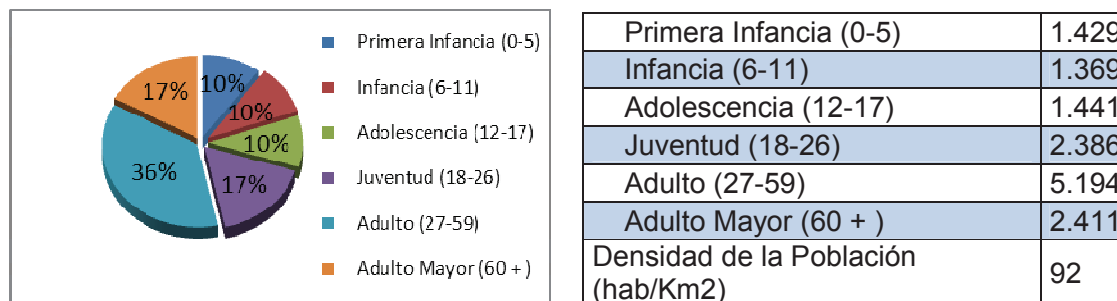 10%
10%
10%
17%
36%
17%
Primera Infancia (0-5)
Infancia (6-11)
Adolescencia (12-17)
Juventud (18-26)
Adulto (27-59)
Adulto Mayor (60 + )
Primera Infancia (0-5) 1.429
Infancia (6-11) 1.369
Adolescencia (12-17) 1.441
Juventud (18-26) 2.386
Adulto (27-59) 5.194
Adulto Mayor (60 + ) 2.411
Densidad de la Población
(hab/Km2) 92